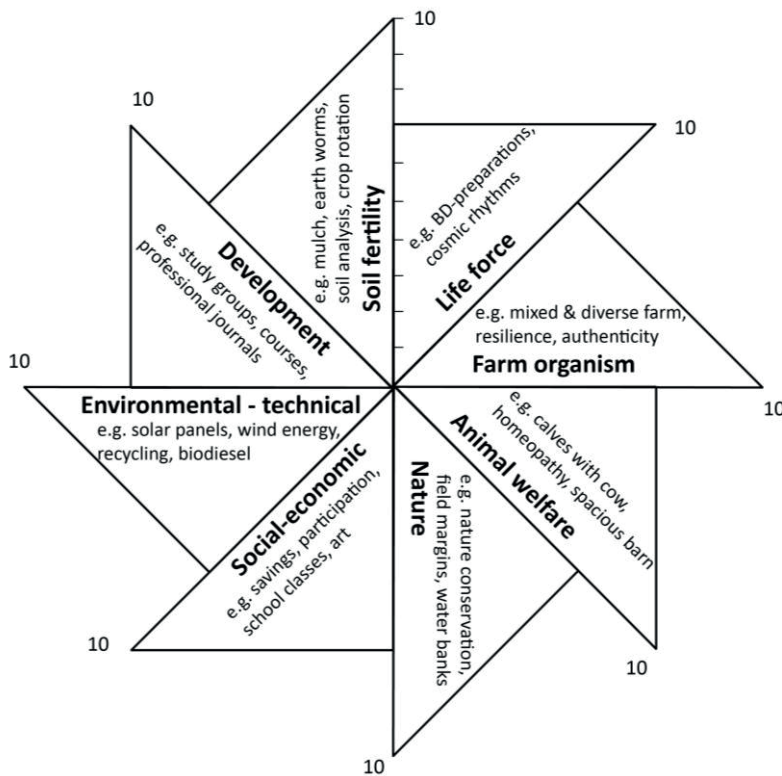 10
e.g. mulch, earth worms,
soil analysis, crop rotation
Soil fertility
10
e.g. BD-preparations,
cosmic rhythms
Life force
e.g. mixed & diverse farm,
resilience, authenticity
Farm organism
10
e.g. calves with cow,
homeopathy, spacious barn
Animal welfare
10
e.g. nature conservation,
field margins, water banks
Nature
10
Social-economic
e.g. savings, participation,
school classes, art
10
Environmental - technical
e.g. solar panels, wind energy,
recycling, biodiesel
10
Development
e.g. study groups, courses,
professional journals
10